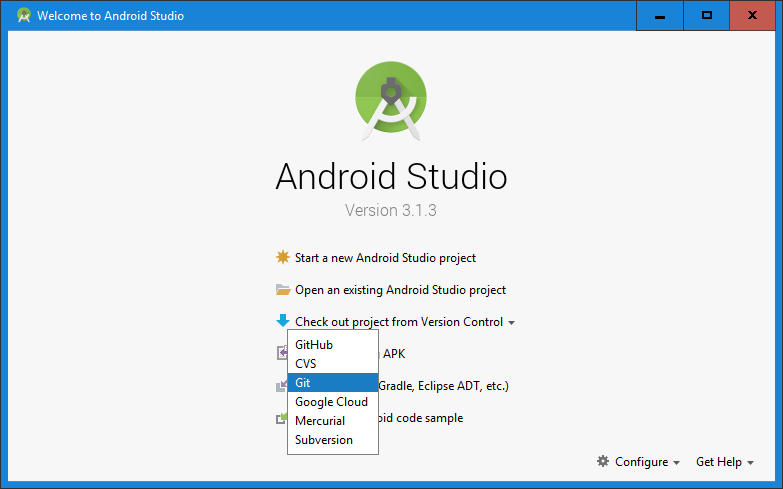 Welcome to Android Studio
Android Studio
Version 3.1.3
Start a new Android Studio project
Open an existing Android Studio project
Check out project from Version Control
GitHub
APK
CVS
Git
Gradle, Eclipse ADT, etc.)
Google Cloud
code sample
Mercurial
Subversion
Configure
Get Help